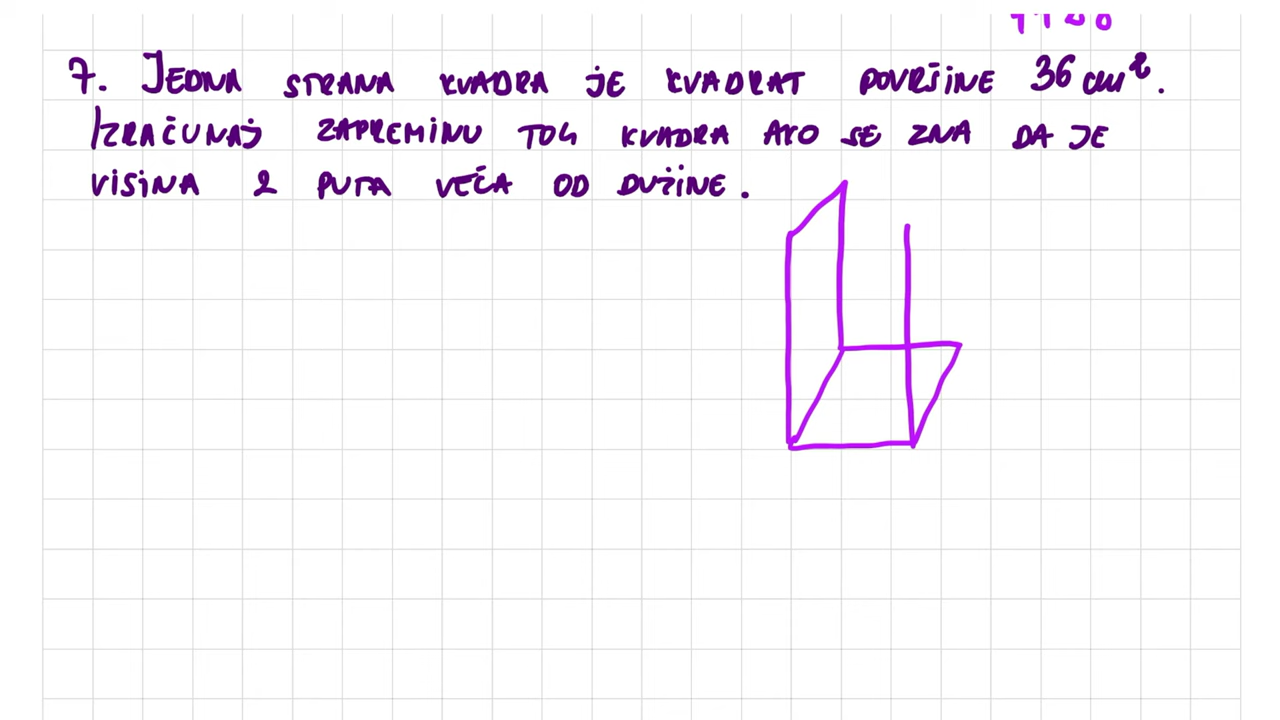 7. JEDNA STRANA KVADRA JE KVADRAT POVRŠINE 36 cm².
IZRAČUNAJ ZAPREMINU TOG KVADRA AKO SE ZNA DA JE
VISINA 2 PUTA VEĆA OD DUŽINE.